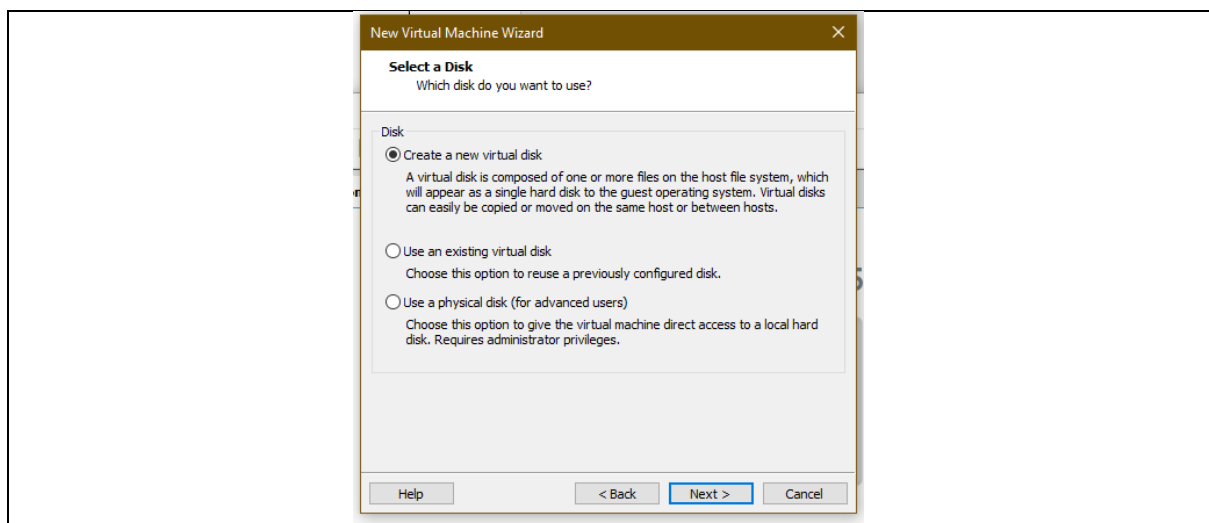 New Virtual Machine Wizard
Select a Disk
Which disk do you want to use?
Disk
Create a new virtual disk
A virtual disk is composed of one or more files on the host file system, which
will appear as a single hard disk to the guest operating system. Virtual disks
can easily be copied or moved on the same host or between hosts.
Use an existing virtual disk
Choose this option to reuse a previously configured disk.
Use a physical disk (for advanced users)
Choose this option to give the virtual machine direct access to a local hard
disk. Requires administrator privileges.
Help
< Back
Next >
Cancel